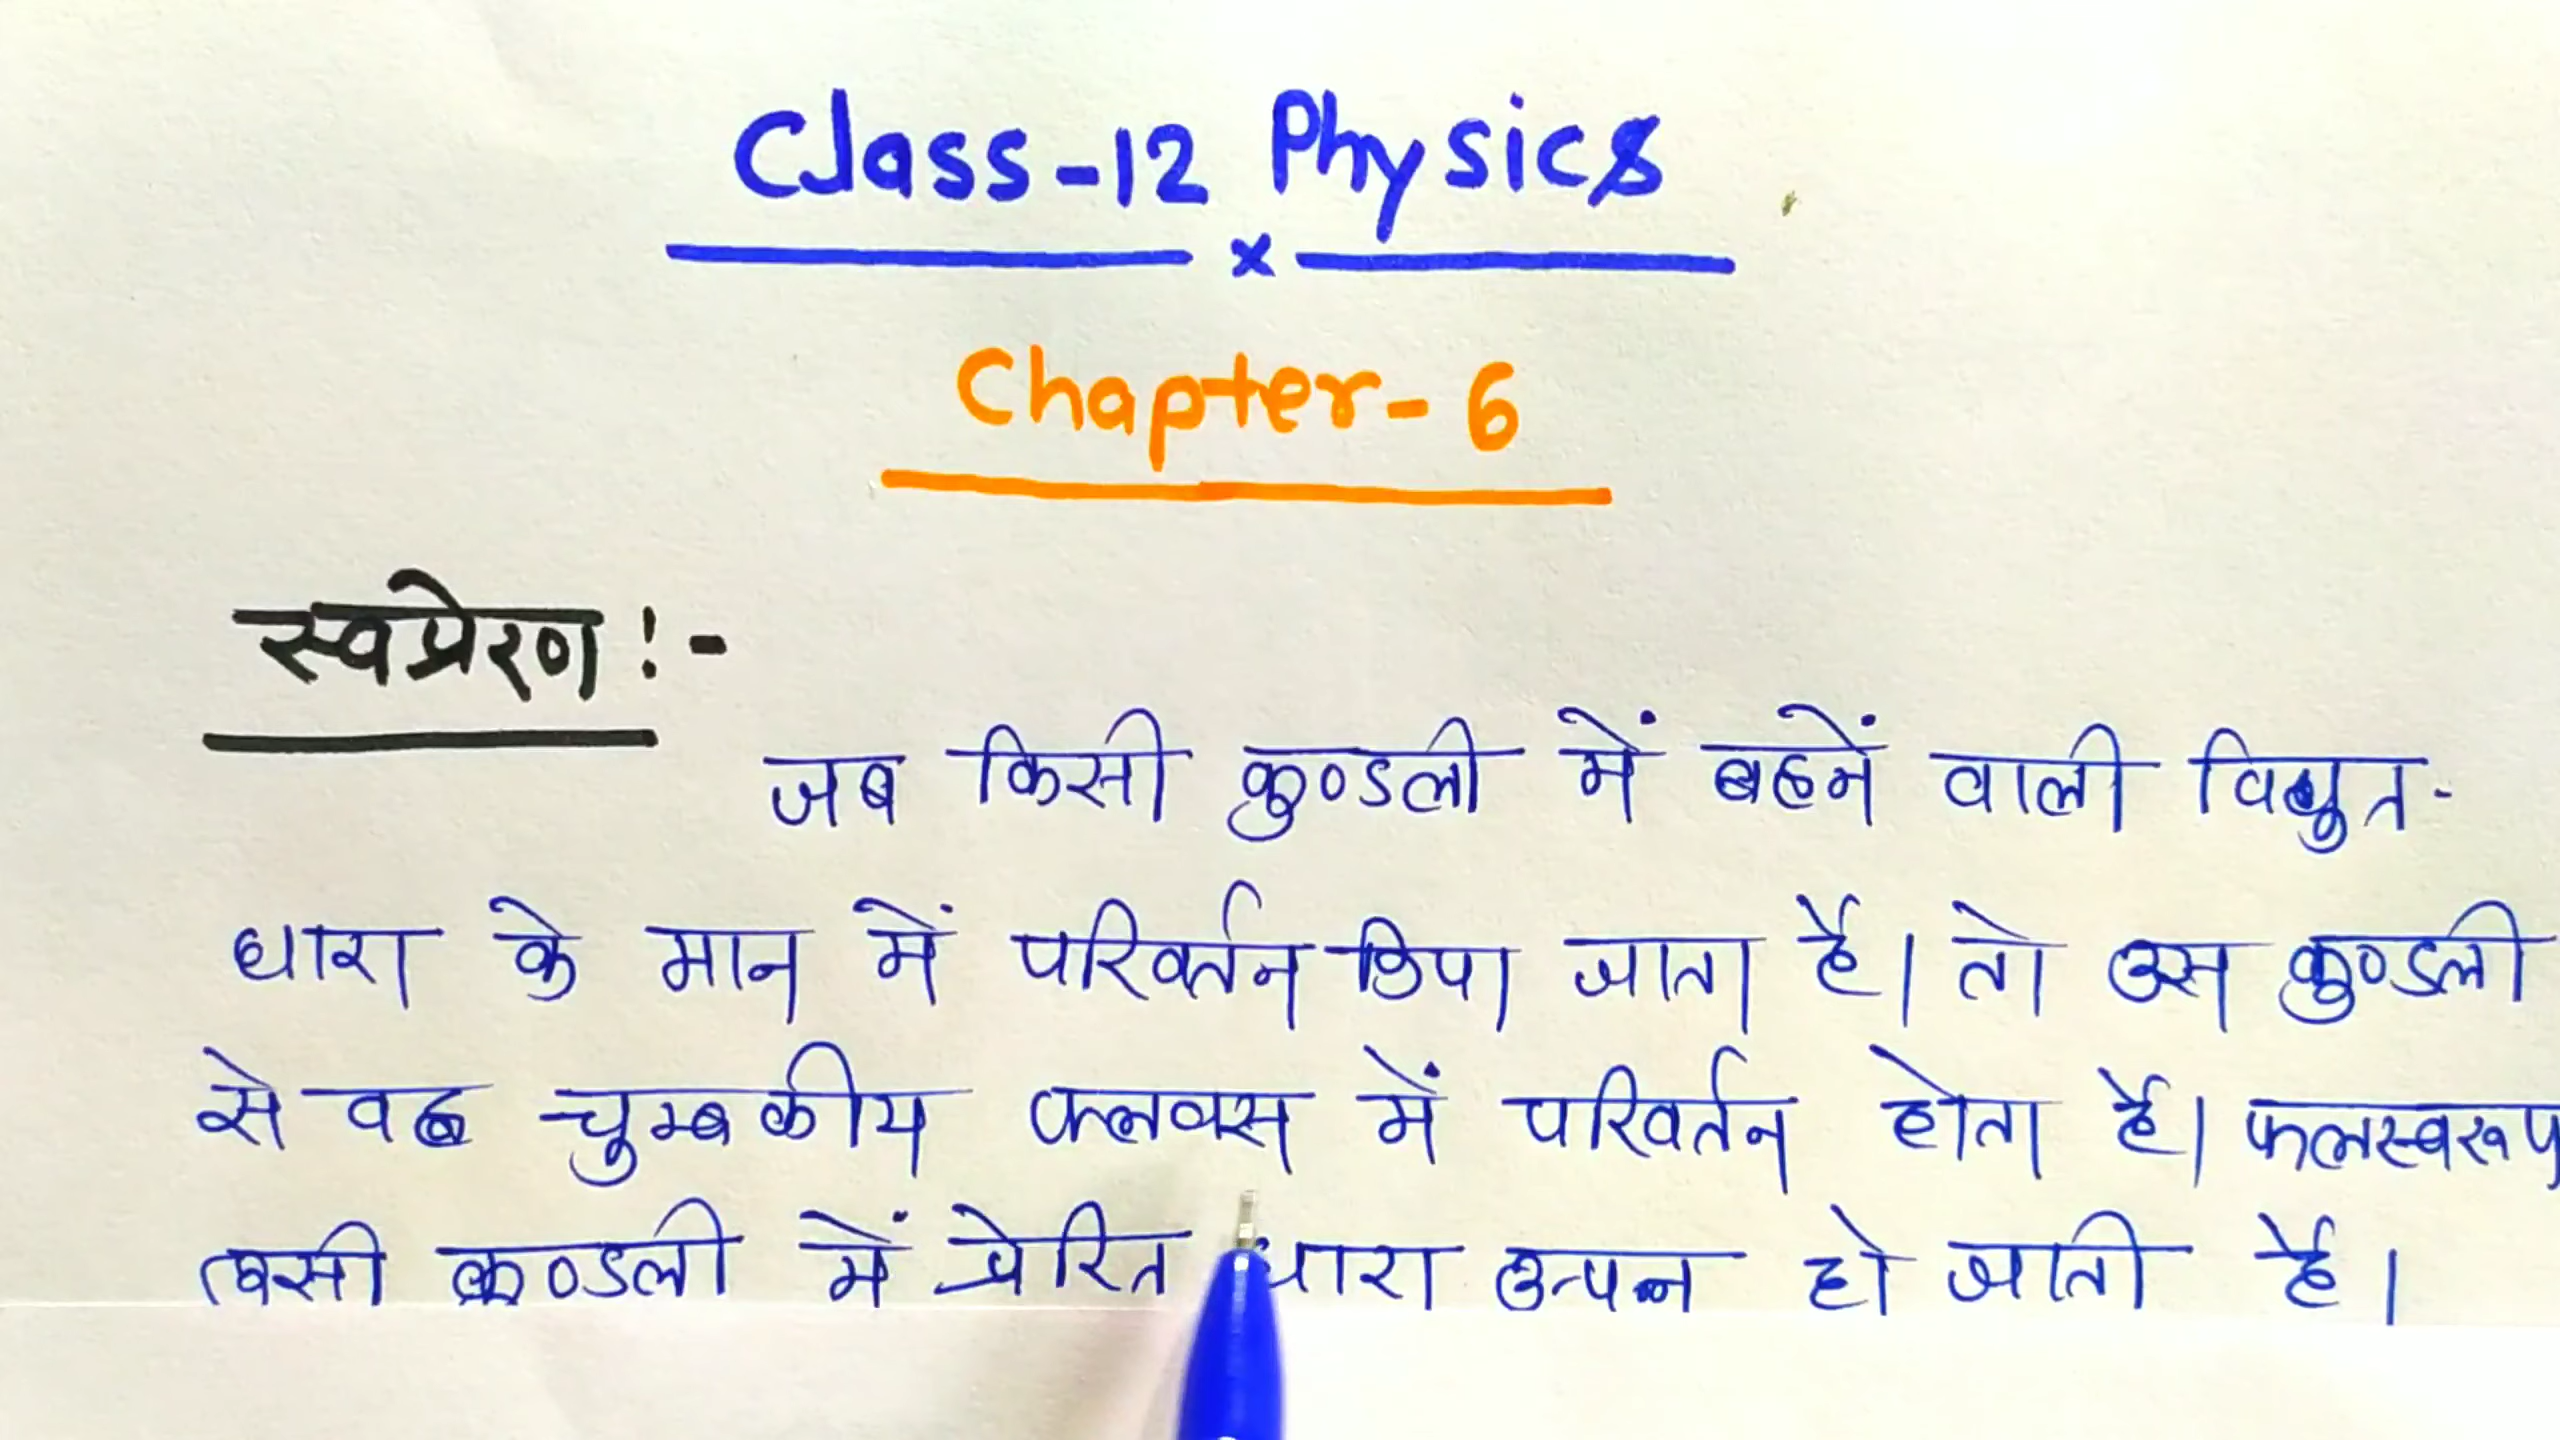 Class-12 Physics
x
Chapter-6
स्वप्रेरण :-
जब किसी कुण्डली में बहनें वाली विद्युत-
धारा के मान में परिवर्तन किया जाता है। तो उस कुण्डली
से बद्ध चुम्बकीय फ्लक्स में परिवर्तन होता है। फलस्वरूप
उसी कुण्डली में प्रेरित धारा उत्पन्न हो जाती है।